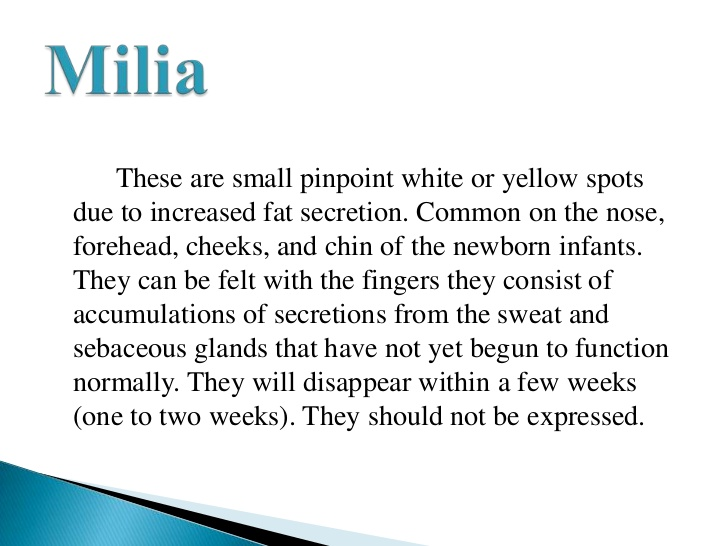 Milia
These are small pinpoint white or yellow spots
due to increased fat secretion. Common on the nose,
forehead, cheeks, and chin of the newborn infants.
They can be felt with the fingers they consist of
accumulations of secretions from the sweat and
sebaceous glands that have not yet begun to function
normally. They will disappear within a few weeks
(one to two weeks). They should not be expressed.